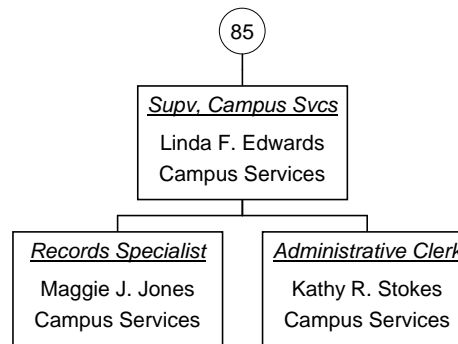 85
Supv, Campus Svcs
Linda F. Edwards
Campus Services
Records Specialist
Maggie J. Jones
Campus Services
Administrative Clerk
Kathy R. Stokes
Campus Services